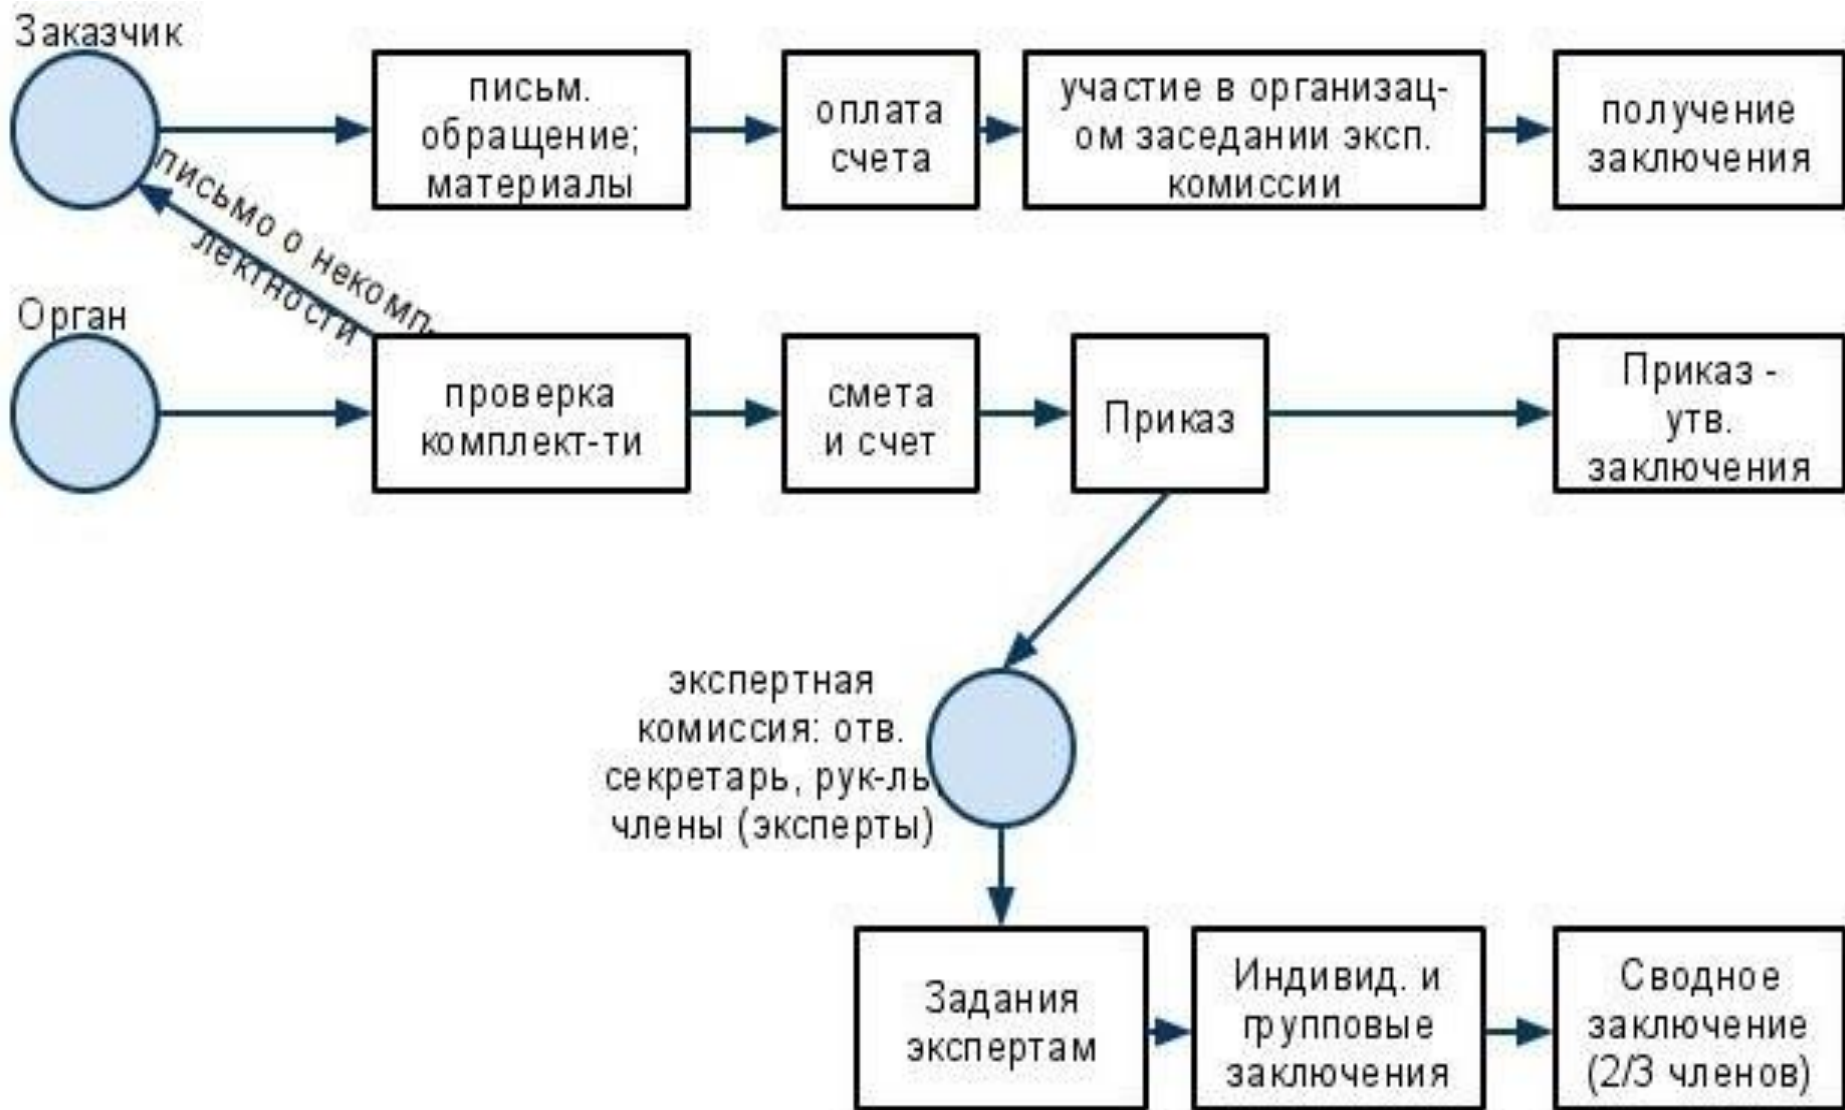 Заказчик
письм.
обращение;
материалы
оплата
счета
участие в организац-
ом заседании эксп.
комиссии
получение
заключения
письмо о некомп-
лектности
Орган
проверка
комплект-ти
смета
и счет
Приказ
Приказ -
утв.
заключения
экспертная
комиссия: отв.
секретарь, рук-ль,
члены (эксперты)
Задания
экспертам
Индивид. и
групповые
заключения
Сводное
заключение
(2/3 членов)